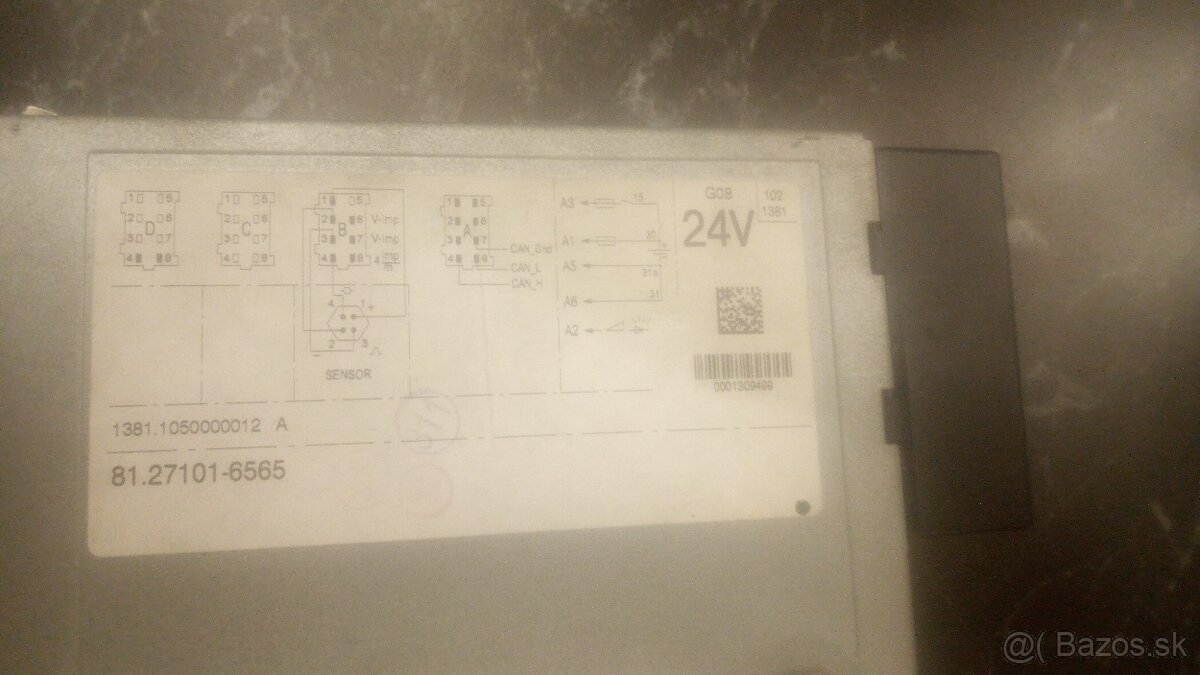 1 5
2 6
D
3 7
4 8
1 5
2 6
C
3 7
4 8
1 5
2 6 V-Imp
B
3 7 V-Imp
4 8 4 Imp/m
1 5
2 6
A
3 7
4 8
CAN_Gnd
CAN_L
CAN_H
4 1 +
2 3
−
SENSOR
A3 15
A1 30
+
A5 31a
A6 31
A2
G08
24V
102
1381
0001309499
1381.1050000012 A
311
81.27101-6565
@( Bazos.sk